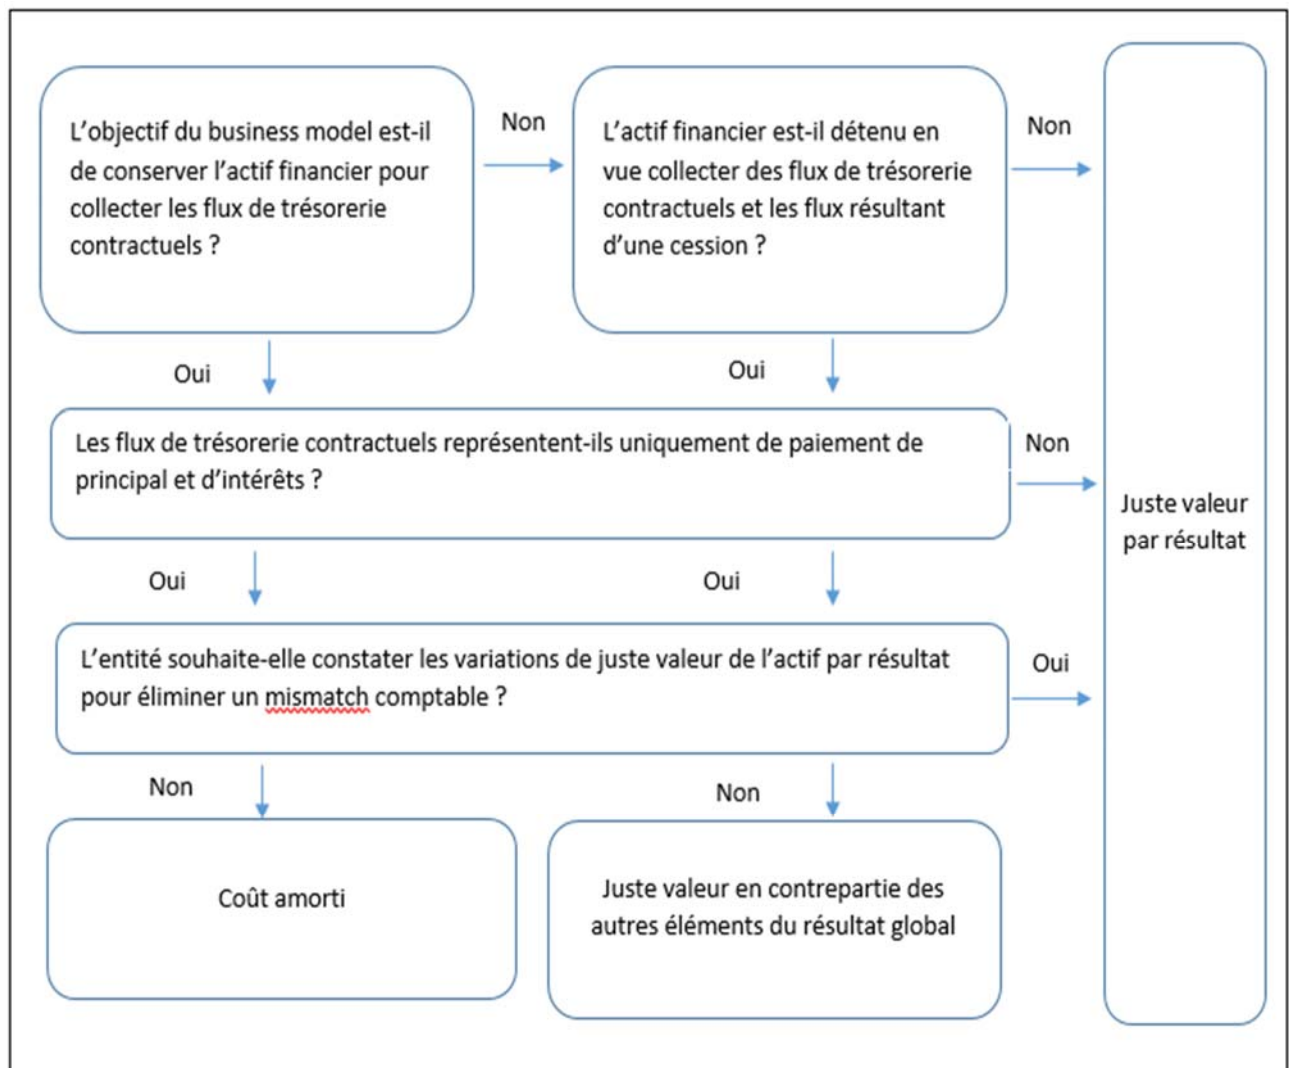 L'objectif du business model est-il
de conserver l'actif financier pour
collecter les flux de trésorerie
contractuels ?
Non
L'actif financier est-il détenu en
vue collecter des flux de trésorerie
contractuels et les flux résultant
d'une cession ?
Non
Oui
Oui
Les flux de trésorerie contractuels représentent-ils uniquement de paiement de
principal et d'intérêts ?
Non
Juste valeur
par résultat
Oui
Oui
L'entité souhaite-elle constater les variations de juste valeur de l'actif par résultat
pour éliminer un mismatch comptable ?
Oui
Non
Non
Coût amorti
Juste valeur en contrepartie des
autres éléments du résultat global